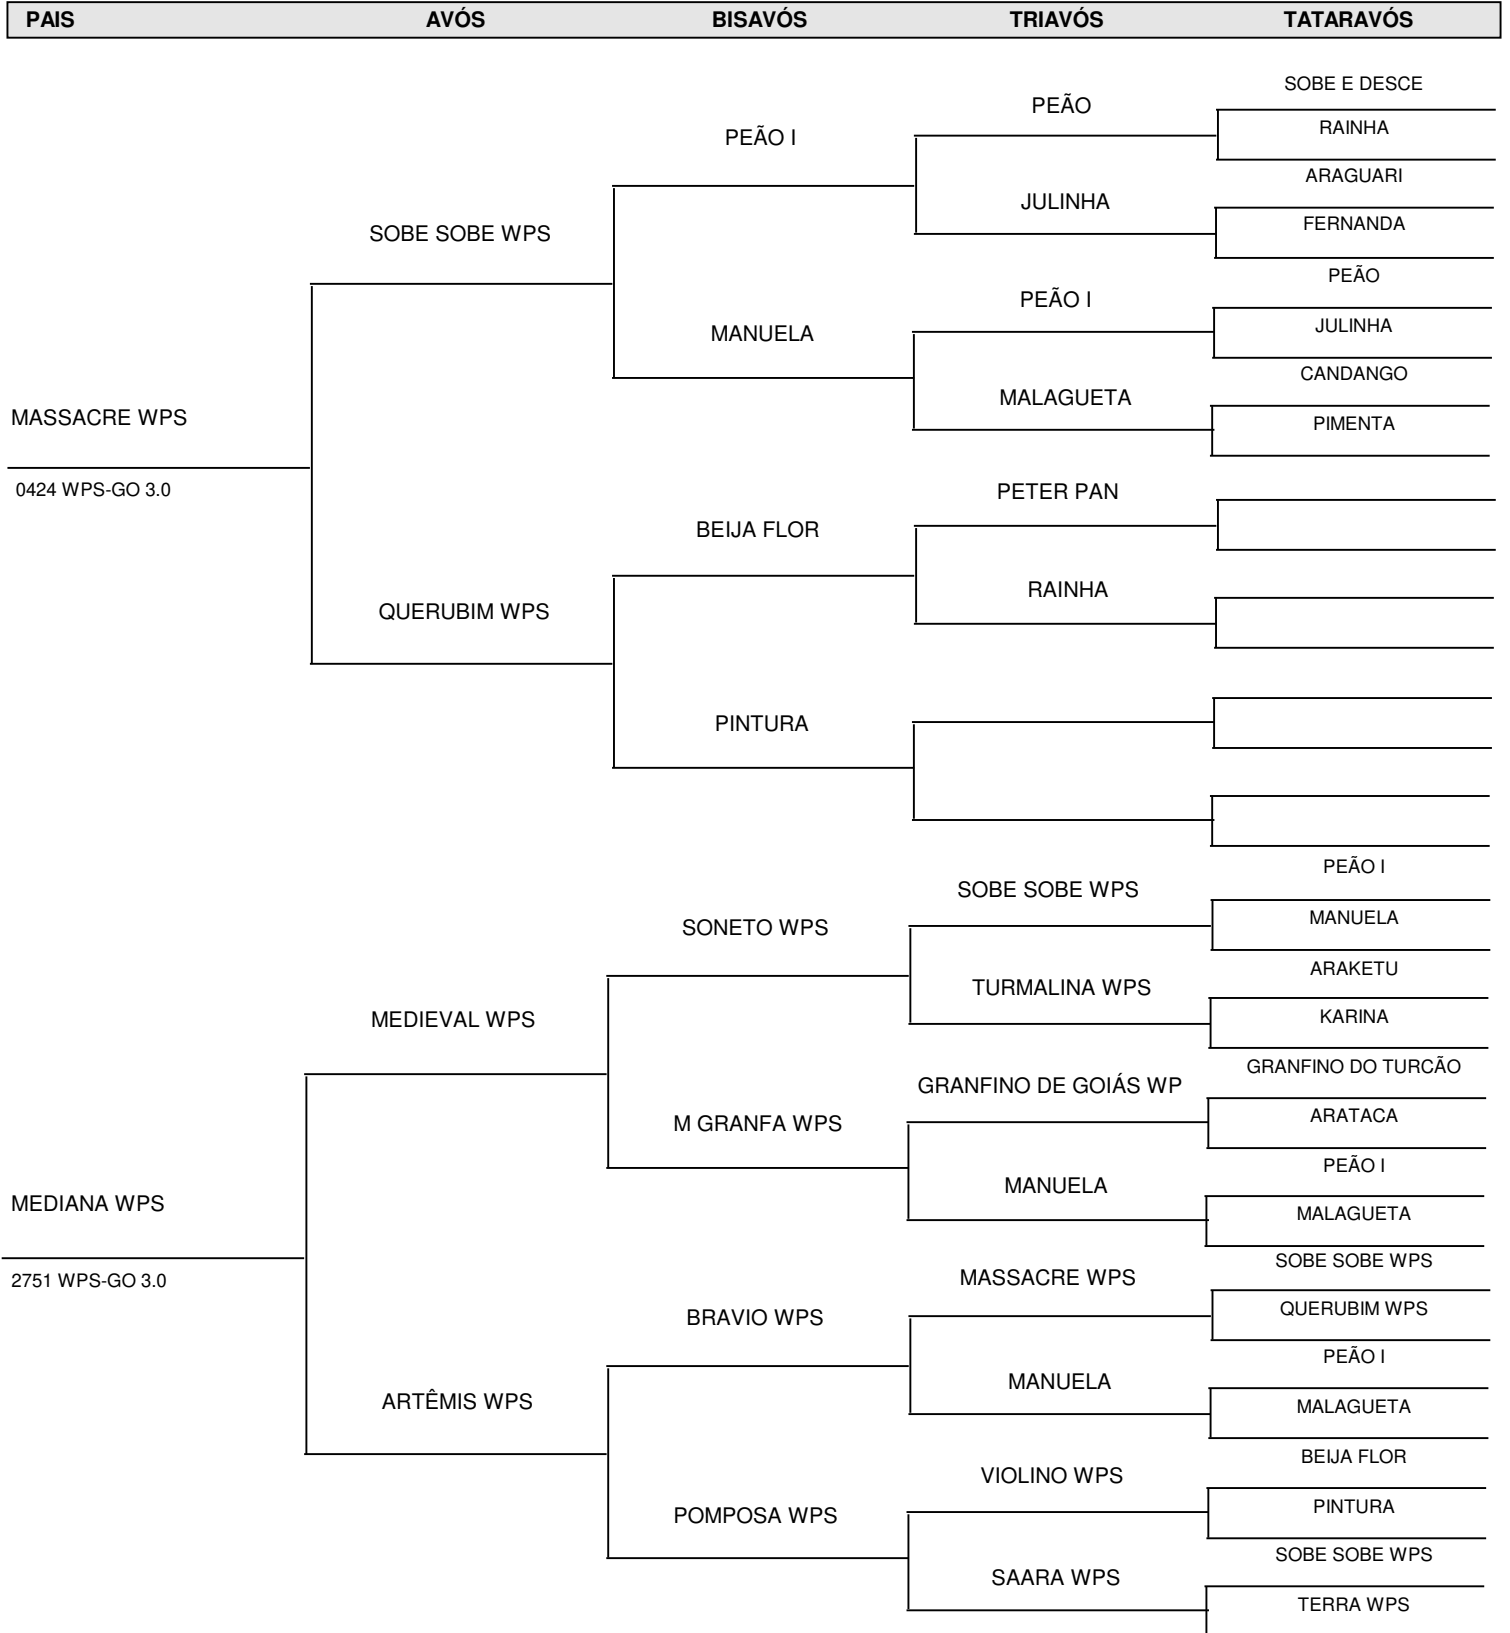 PAIS AVÓS BISAVÓS TRIAVÓS TATARAVÓS
SOBE E DESCE
PEÃO
RAINHA
PEÃO I
ARAGUARI
JULINHA
FERNANDA
SOBE SOBE WPS
PEÃO
PEÃO I
JULINHA
MANUELA
CANDANGO
MALAGUETA
MASSACRE WPS
PIMENTA
0424 WPS-GO 3.0
PETER PAN
BEIJA FLOR
RAINHA
QUERUBIM WPS
PINTURA
PEÃO I
SOBE SOBE WPS
MANUELA
SONETO WPS
ARAKETU
TURMALINA WPS
KARINA
MEDIEVAL WPS
GRANFINO DO TURCÃO
GRANFINO DE GOIÁS WP
ARATACA
M GRANFA WPS
PEÃO I
MANUELA
MEDIANA WPS
MALAGUETA
SOBE SOBE WPS
2751 WPS-GO 3.0
MASSACRE WPS
QUERUBIM WPS
BRAVIO WPS
PEÃO I
MANUELA
ARTÊMIS WPS
MALAGUETA
BEIJA FLOR
VIOLINO WPS
PINTURA
POMPOSA WPS
SOBE SOBE WPS
SAARA WPS
TERRA WPS